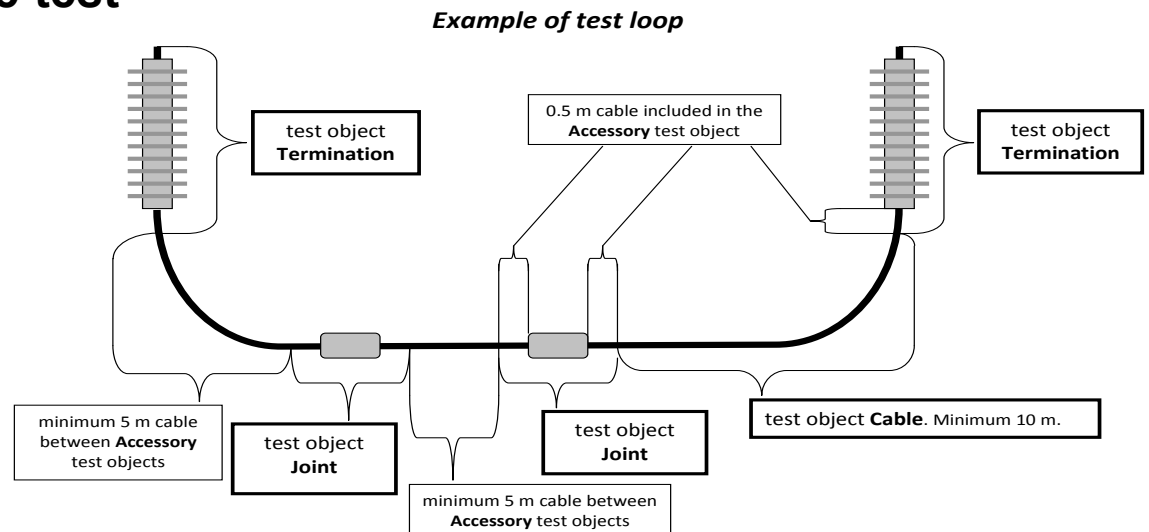 Example of test loop
test object
Termination
0.5 m cable included in the
Accessory test object
test object
Termination
minimum 5 m cable
between Accessory
test objects
test object
Joint
minimum 5 m cable between
Accessory test objects
test object
Joint
test object Cable. Minimum 10 m.